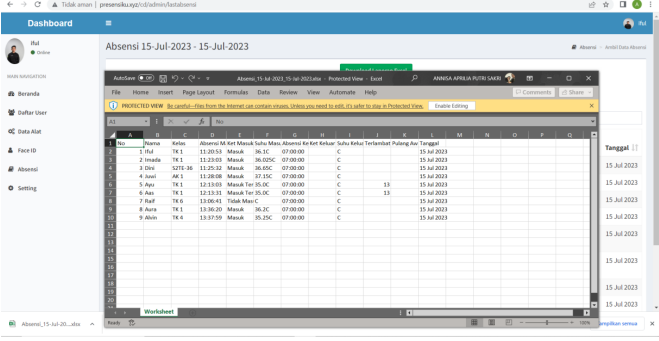 Tidak aman | presensiku.xyz/cd/admin/lastabsensi
Dashboard
Iful
Iful
Online
Absensi 15-Jul-2023 - 15-Jul-2023
Absensi - Ambil Data Absensi
MAIN NAVIGATION
Beranda
Daftar User
Data Alat
Face ID
Absensi
Setting
AutoSave Off
Absensi_15-Jul-2023_15-Jul-2023.xlsx - Protected View - Excel
ANNISA APRILIA PUTRI SAKRI
File Home Insert Page Layout Formulas Data Review View Automate Help
Comments Share
PROTECTED VIEW Be careful—Files from the Internet can contain viruses. Unless you need to edit, it's safer to stay in Protected View. Enable Editing
A1 fx No
A B C D E F G H I J K L M N O P Q
1 No Nama Kelas Absensi M Ket Masuk Suhu Masu Absensi Ke Ket Keluar Suhu Kelua Terlambat Pulang Aw Tanggal
2 1 Iful TK 1 11:20:53 Masuk 36.1C 07:00:00 C 15 Jul 2023
3 2 Imada TK 1 11:23:03 Masuk 36.025C 07:00:00 C 15 Jul 2023
4 3 Dini SZTE-36 11:25:32 Masuk 36.65C 07:00:00 C 15 Jul 2023
5 4 Juwi AK 1 11:28:08 Masuk 37.15C 07:00:00 C 15 Jul 2023
6 5 Ayu TK 1 12:13:03 Masuk Ter 35.0C 07:00:00 C 13 15 Jul 2023
7 6 Aas TK 1 12:13:31 Masuk Ter 35.0C 07:00:00 C 13 15 Jul 2023
8 7 Raif TK 6 13:06:41 Tidak Mas C 07:00:00 C 15 Jul 2023
9 8 Aura TK 1 13:36:20 Masuk 36.2C 07:00:00 C 15 Jul 2023
10 9 Alvin TK 4 13:37:59 Masuk 35.25C 07:00:00 C 15 Jul 2023
11
12
13
14
15
16
17
18
19
20
Worksheet
Ready
100%
Tanggal
15 Jul 2023
15 Jul 2023
15 Jul 2023
15 Jul 2023
15 Jul 2023
15 Jul 2023
15 Jul 2023
Absensi_15-Jul-20....xlsx
semua